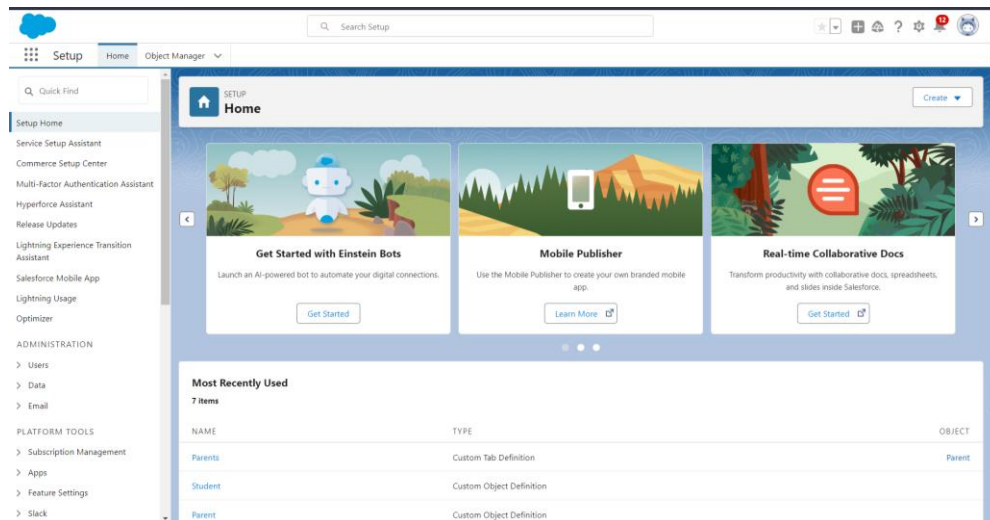 Search Setup
12
Setup
Home
Object Manager
Quick Find
Setup Home
Service Setup Assistant
Commerce Setup Center
Multi-Factor Authentication Assistant
Hyperforce Assistant
Release Updates
Lightning Experience Transition
Assistant
Salesforce Mobile App
Lightning Usage
Optimizer
ADMINISTRATION
Users
Data
Email
PLATFORM TOOLS
Subscription Management
Apps
Feature Settings
Slack
SETUP
Home
Create
Get Started with Einstein Bots
Launch an AI-powered bot to automate your digital connections.
Get Started
Mobile Publisher
Use the Mobile Publisher to create your own branded mobile
app.
Learn More
Real-time Collaborative Docs
Transform productivity with collaborative docs, spreadsheets,
and slides inside Salesforce.
Get Started
Most Recently Used
7 items
NAME TYPE OBJECT
Parents Custom Tab Definition Parent
Student Custom Object Definition
Parent Custom Object Definition